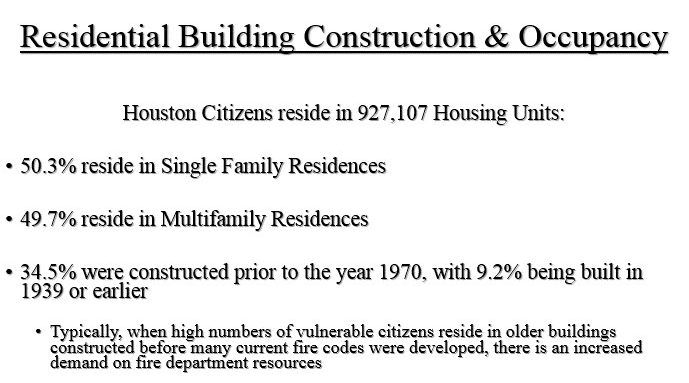 Residential Building Construction & Occupancy
Houston Citizens reside in 927,107 Housing Units:
• 50.3% reside in Single Family Residences
• 49.7% reside in Multifamily Residences
• 34.5% were constructed prior to the year 1970, with 9.2% being built in
1939 or earlier
• Typically, when high numbers of vulnerable citizens reside in older buildings
constructed before many current fire codes were developed, there is an increased
demand on fire department resources